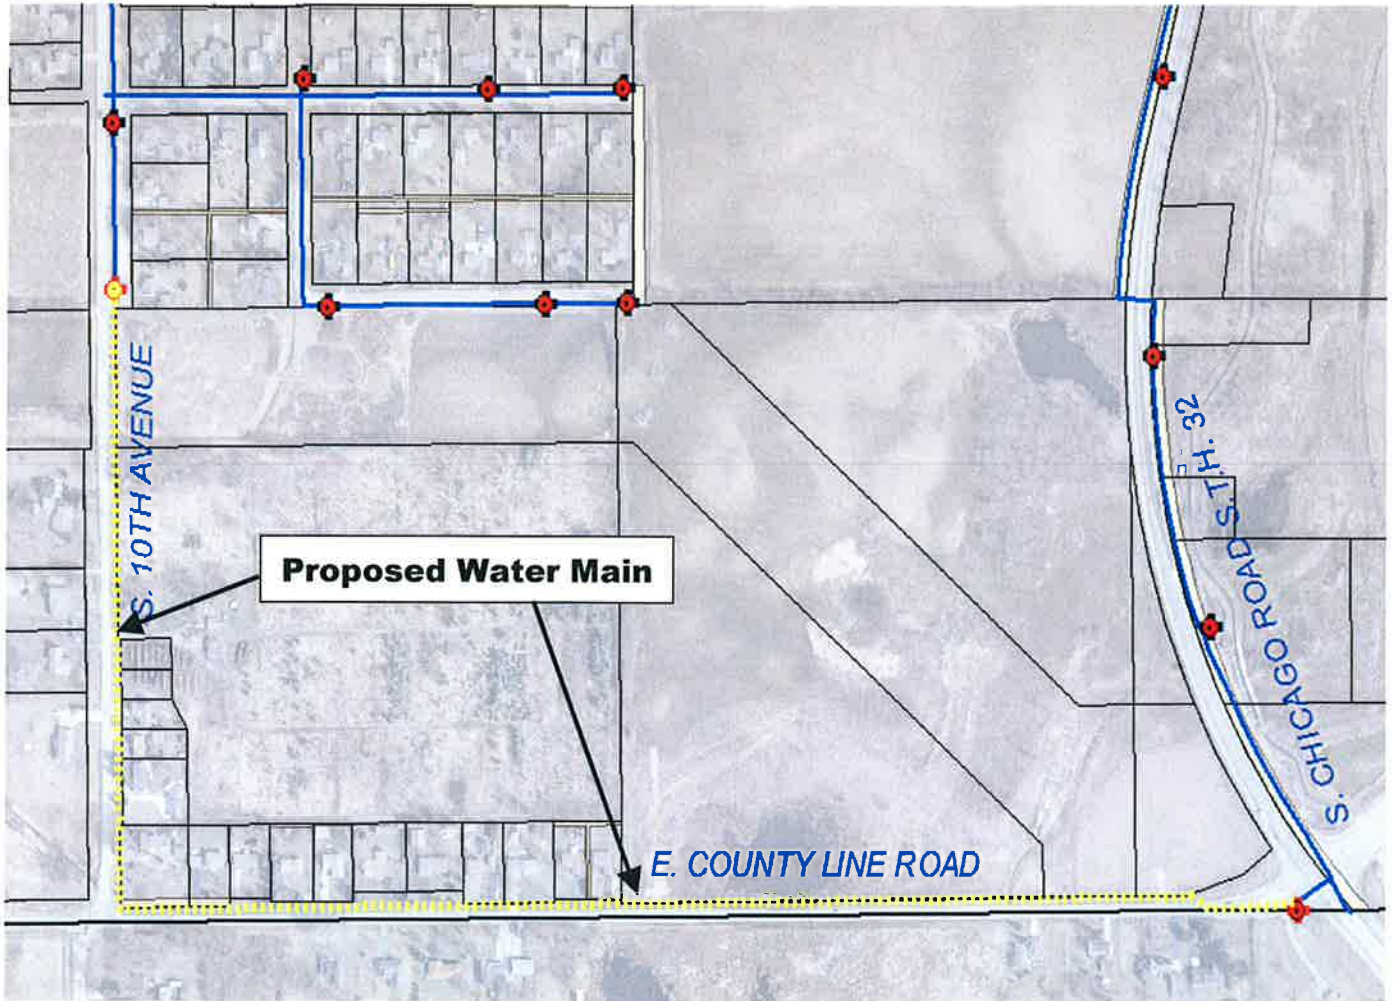 S. 10TH AVENUE
Proposed Water Main
S. CHICAGO ROAD S.T.H. 32
E. COUNTY LINE ROAD